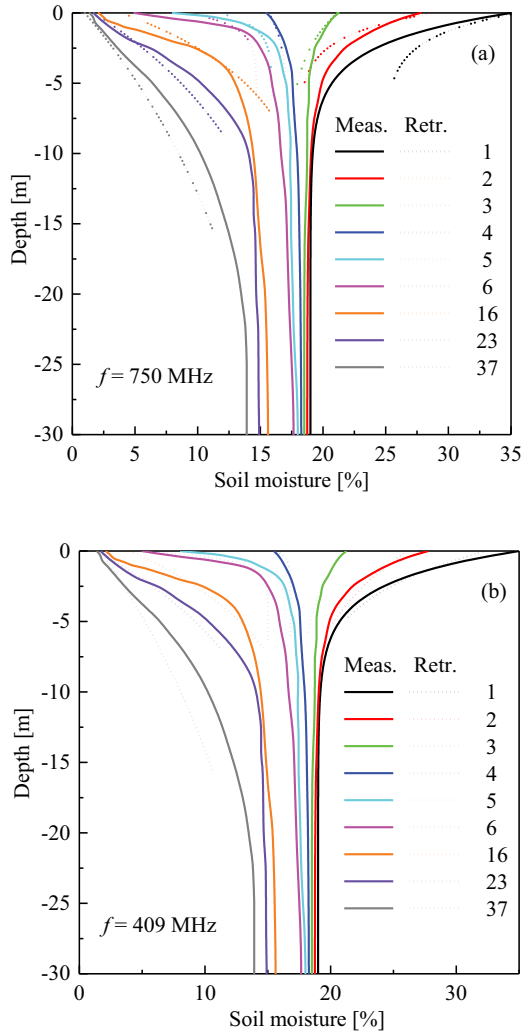 0
(a)
-5
Meas. Retr.
1
-10
2
3
-15
4
5
-20
6
16
-25
23
f = 750 MHz
37
-30
0 5 10 15 20 25 30 35
Depth [m]
Soil moisture [%]
0
(b)
-5
Meas. Retr.
1
-10
2
3
-15
4
5
-20
6
16
-25
23
f = 409 MHz
37
-30
0 10 20 30
Depth [m]
Soil moisture [%]